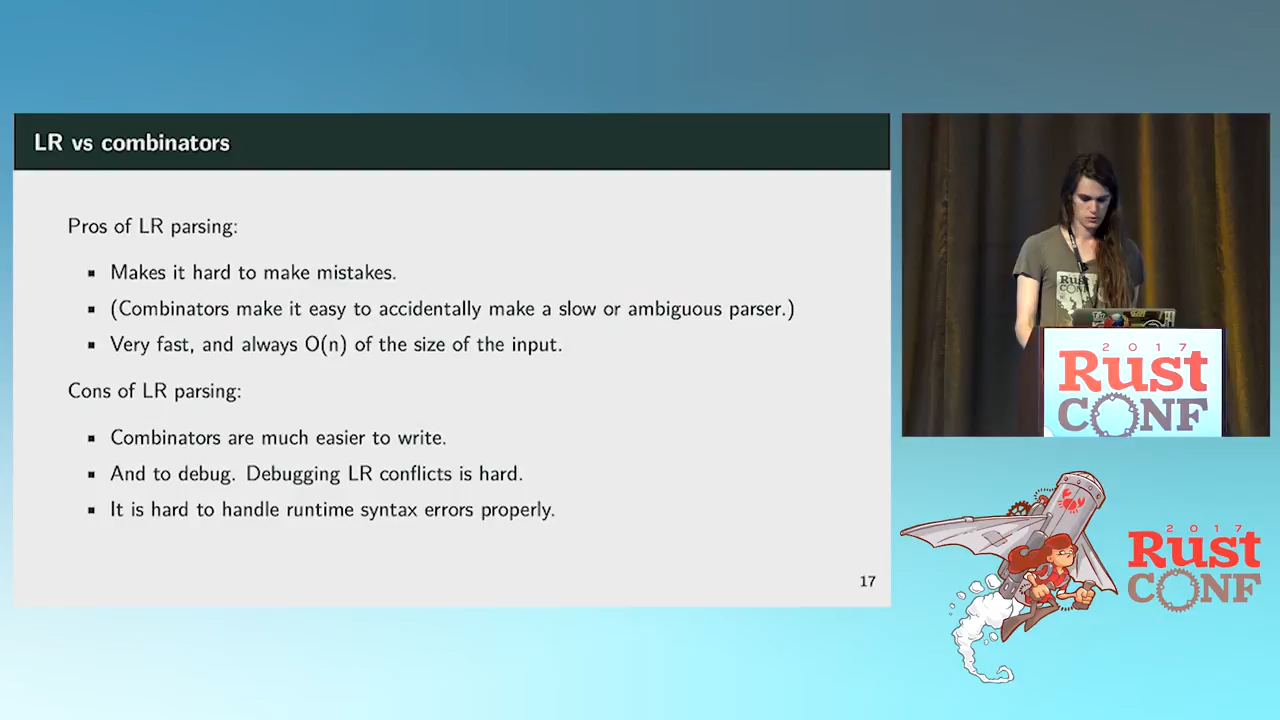 LR vs combinators
Pros of LR parsing:
▪ Makes it hard to make mistakes.
▪ (Combinators make it easy to accidentally make a slow or ambiguous parser.)
▪ Very fast, and always O(n) of the size of the input.
Cons of LR parsing:
▪ Combinators are much easier to write.
▪ And to debug. Debugging LR conflicts is hard.
▪ It is hard to handle runtime syntax errors properly.
17
RUST
CONF
2017
Rust
CONF
2017
Rust
CONF